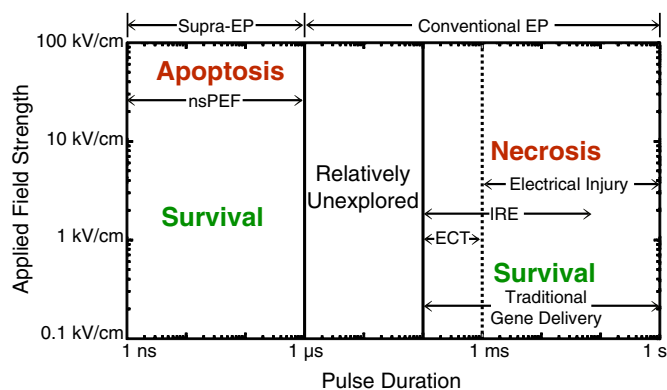 Supra-EP
Conventional EP
100 kV/cm
10 kV/cm
1 kV/cm
0.1 kV/cm
Applied Field Strength
Apoptosis
nsPEF
Survival
Relatively
Unexplored
Necrosis
Electrical Injury
IRE
ECT
Survival
Traditional
Gene Delivery
1 ns
1 μs
1 ms
1 s
Pulse Duration